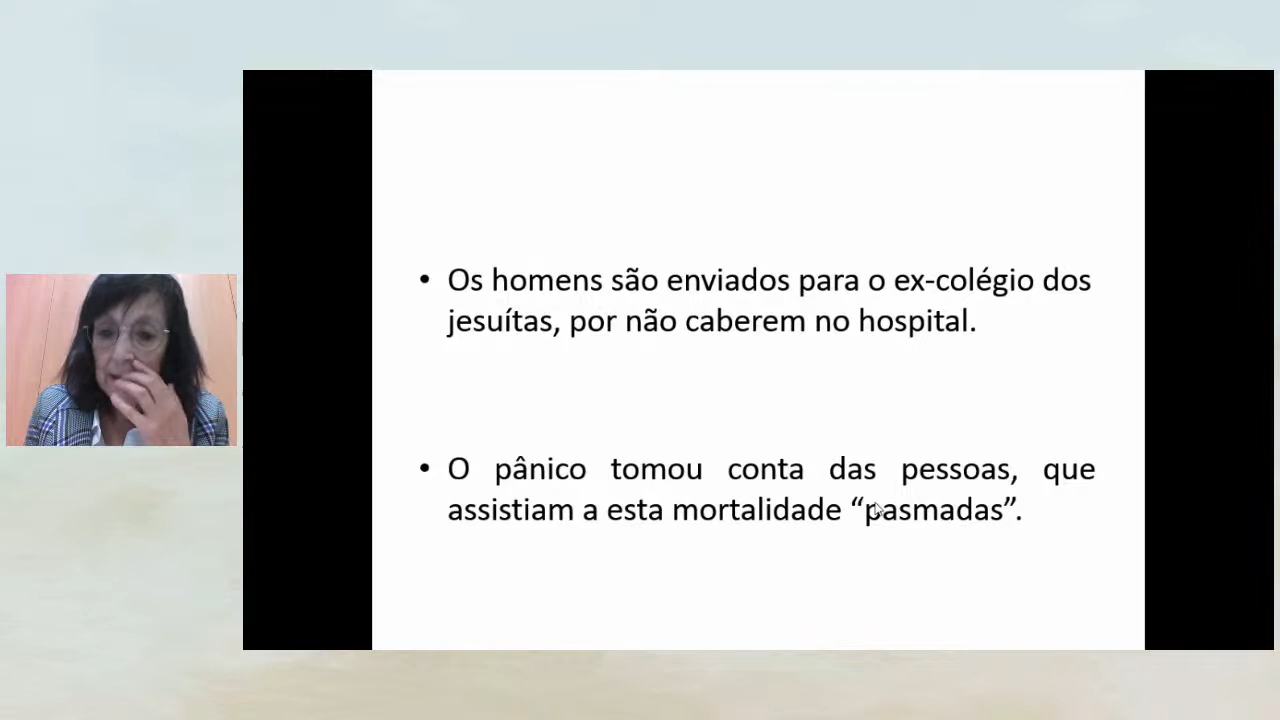 • Os homens são enviados para o ex-colégio dos
jesuítas, por não caberem no hospital.
• O pânico tomou conta das pessoas, que
assistiam a esta mortalidade “pasmadas”.